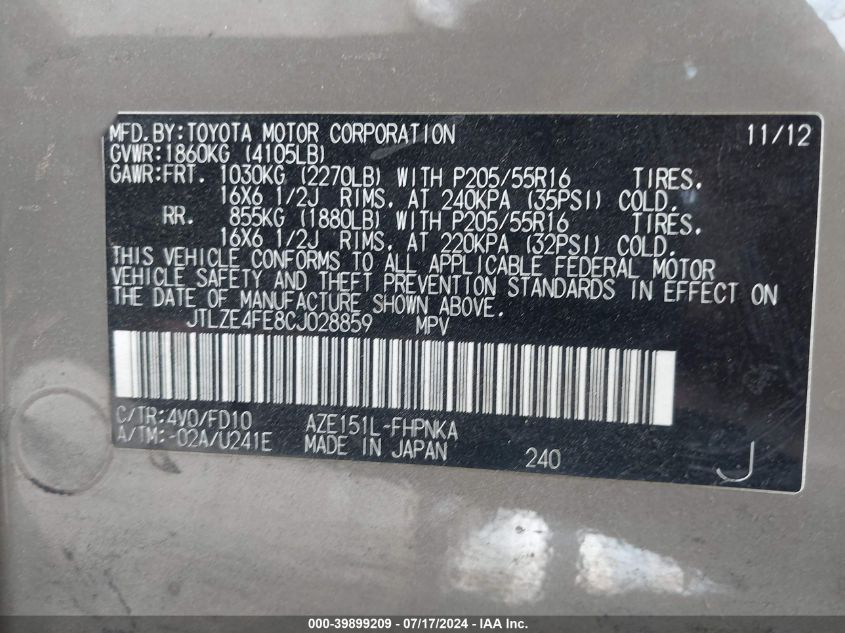 MFD.BY:TOYOTA MOTOR CORPORATION 11/12
GVWR:1860KG (4105LB)
GAWR:FRT. 1030KG (2270LB) WITH P205/55R16 TIRES,
16X6 1/2J RIMS, AT 240KPA (35PSI) COLD.
RR. 855KG (1880LB) WITH P205/55R16 TIRES,
16X6 1/2J RIMS, AT 220KPA (32PSI) COLD.
THIS VEHICLE CONFORMS TO ALL APPLICABLE FEDERAL MOTOR
VEHICLE SAFETY AND THEFT PREVENTION STANDARDS IN EFFECT ON
THE DATE OF MANUFACTURE SHOWN ABOVE.
JTLZE4FE8CJ028859 MPV
C/TR:4V0/FD10 AZE151L-FHPNKA
A/TM:-02A/U241E MADE IN JAPAN 240 J
000-39899209 - 07/17/2024 - IAA Inc.